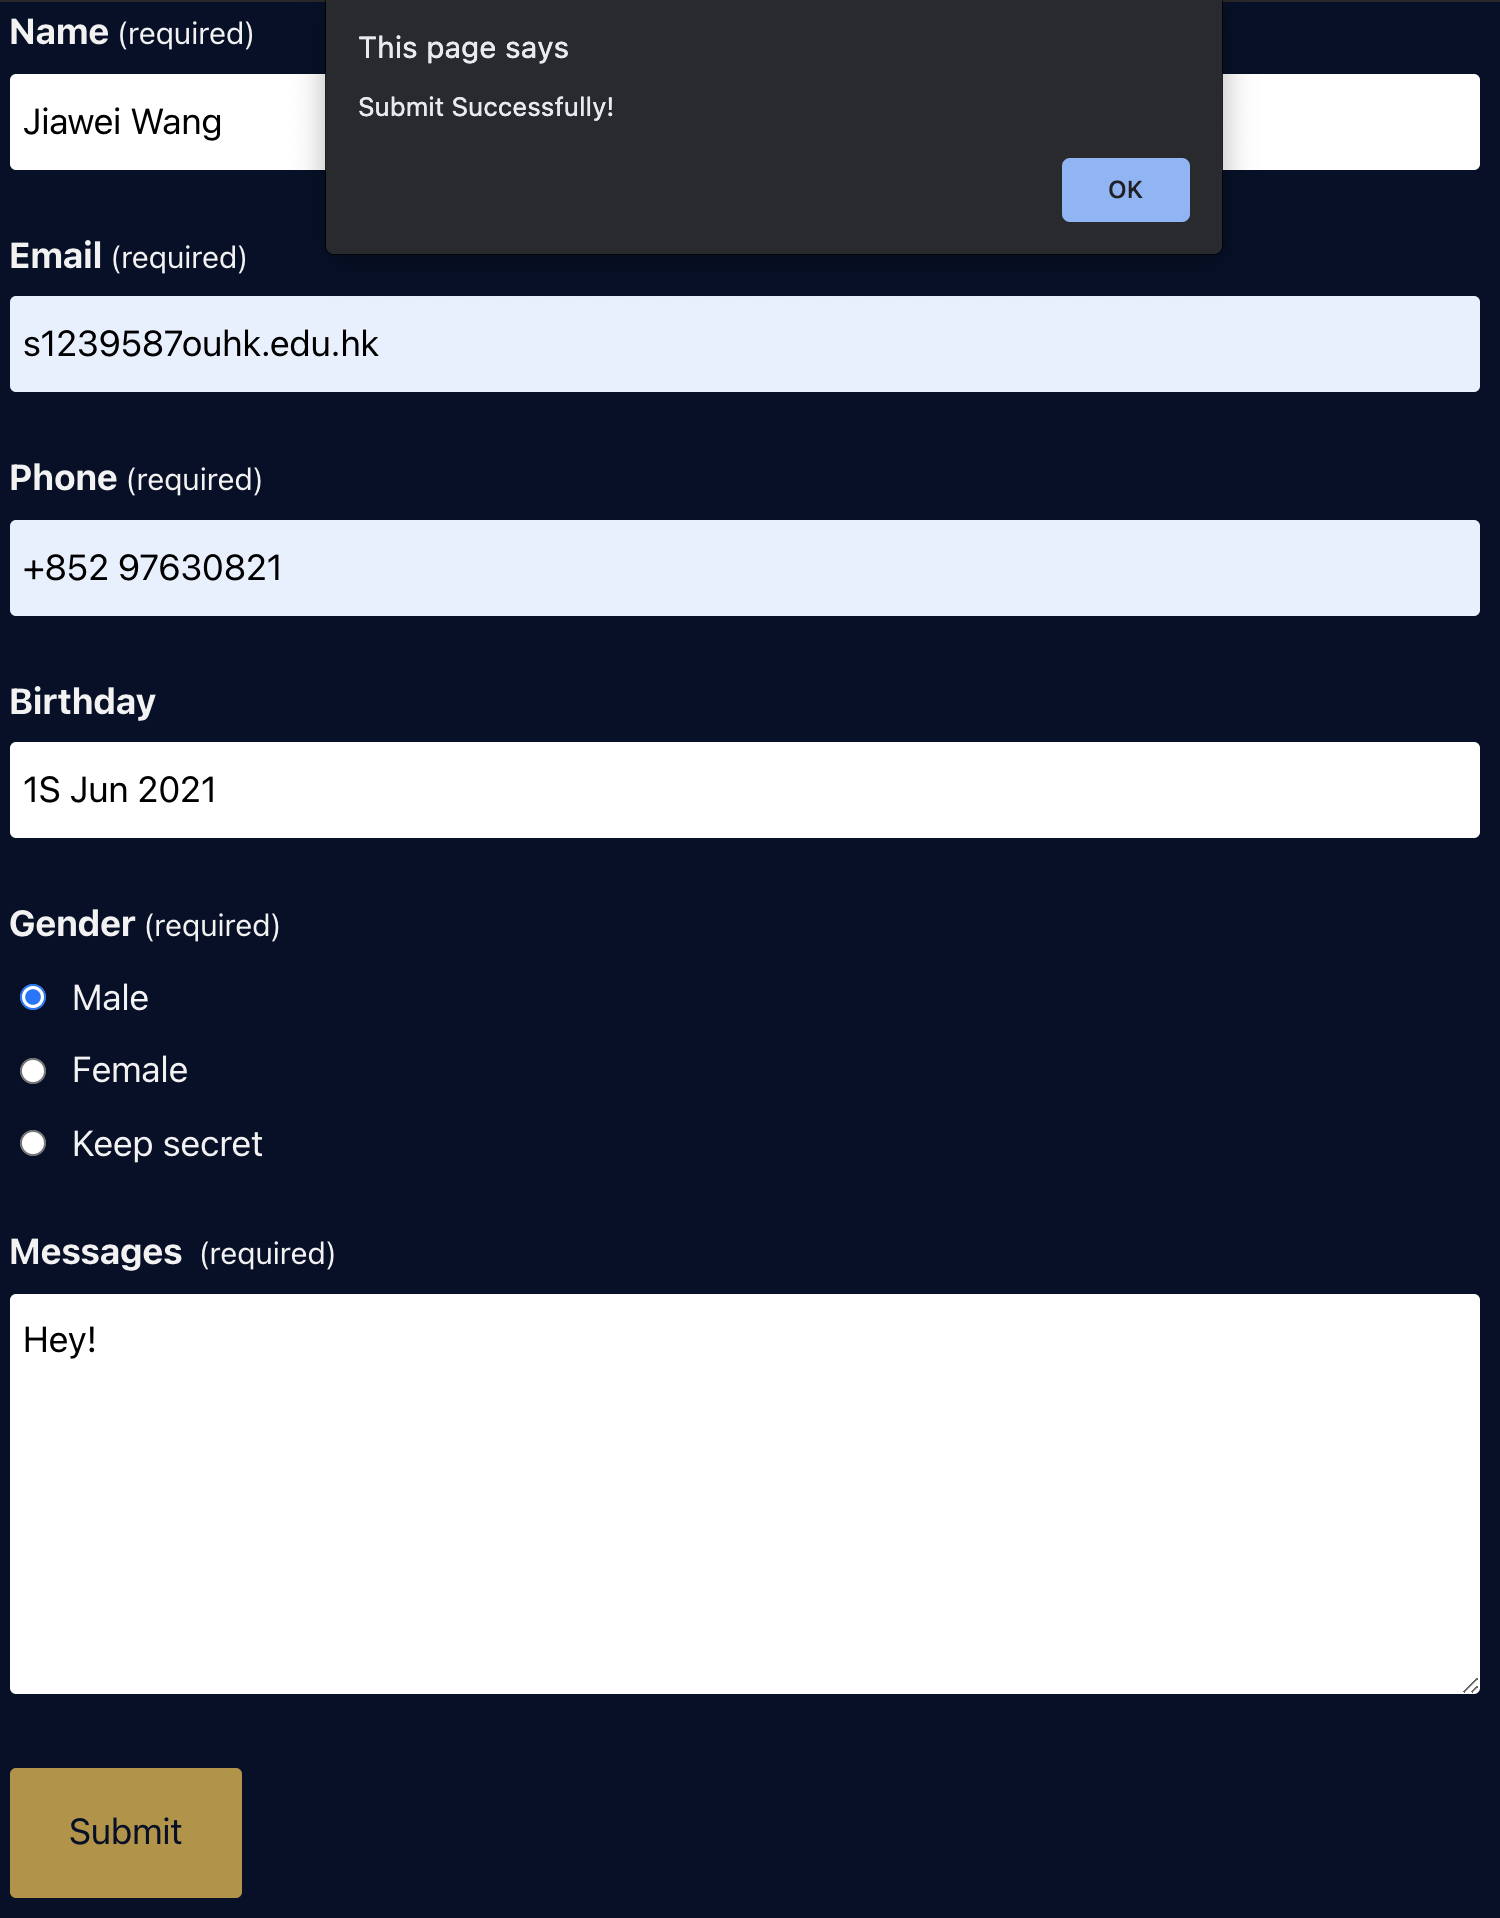 This page says
Submit Successfully!
OK
Name (required)
Jiawei Wang
Email (required)
s1239587ouhk.edu.hk
Phone (required)
+852 97630821
Birthday
1S Jun 2021
Gender (required)
Male
Female
Keep secret
Messages (required)
Hey!
Submit